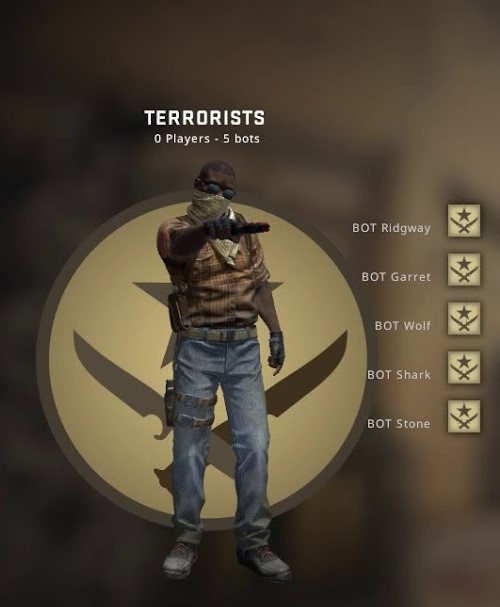 TERRORISTS
0 Players - 5 bots
BOT Ridgway
BOT Garret
BOT Wolf
BOT Shark
BOT Stone